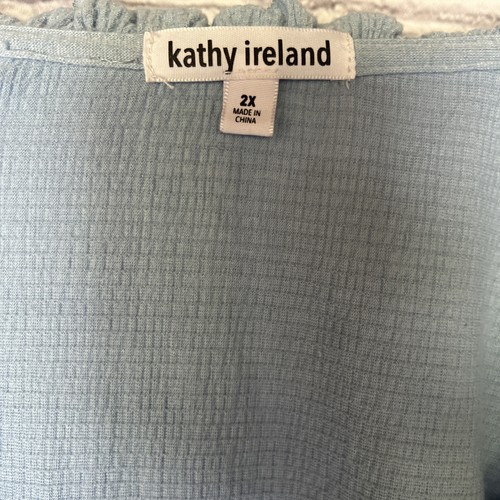 kathy ireland
2X
MADE IN
CHINA